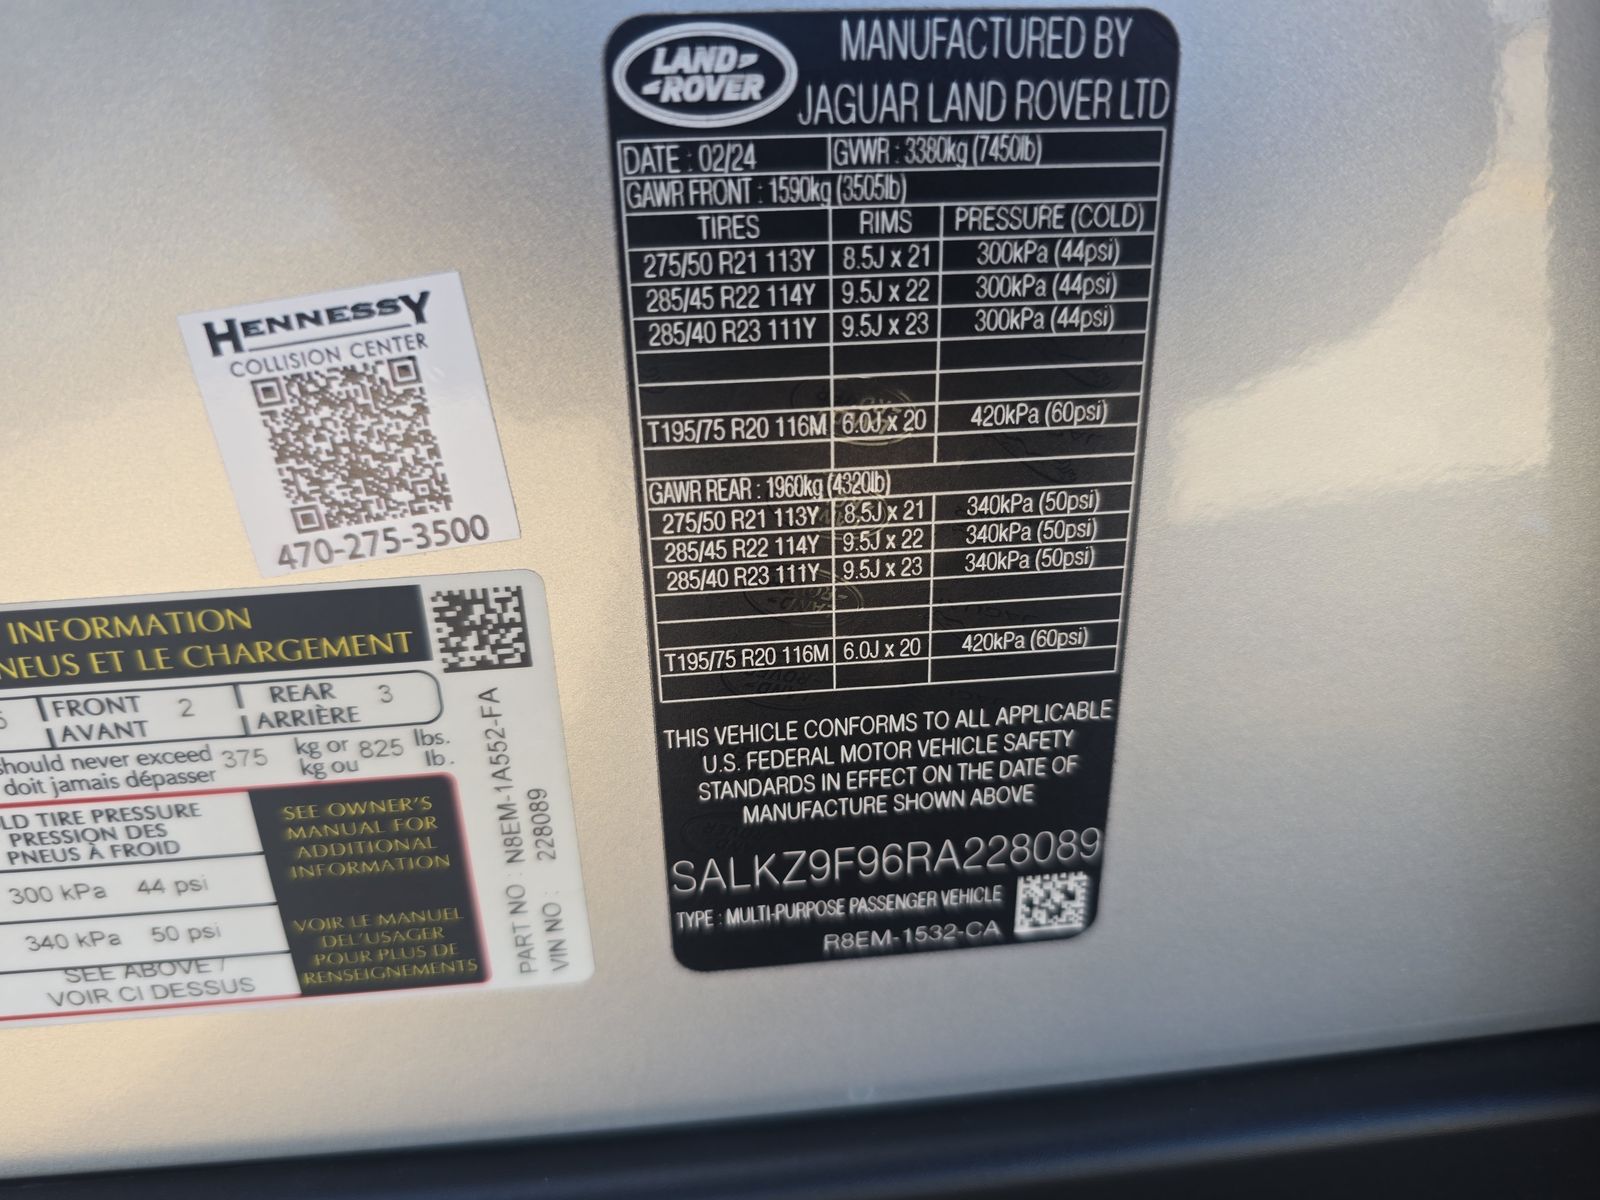 LAND ROVER
MANUFACTURED BY
JAGUAR LAND ROVER LTD
DATE : 02/24 GVWR : 3380kg (7450lb)
GAWR FRONT : 1590kg (3505lb)
TIRES RIMS PRESSURE (COLD)
275/50 R21 113Y 8.5J x 21 300kPa (44psi)
285/45 R22 114Y 9.5J x 22 300kPa (44psi)
285/40 R23 111Y 9.5J x 23 300kPa (44psi)
T195/75 R20 116M 6.0J x 20 420kPa (60psi)
GAWR REAR : 1960kg (4320lb)
275/50 R21 113Y 8.5J x 21 340kPa (50psi)
285/45 R22 114Y 9.5J x 22 340kPa (50psi)
285/40 R23 111Y 9.5J x 23 340kPa (50psi)
T195/75 R20 116M 6.0J x 20 420kPa (60psi)
THIS VEHICLE CONFORMS TO ALL APPLICABLE
U.S. FEDERAL MOTOR VEHICLE SAFETY
STANDARDS IN EFFECT ON THE DATE OF
MANUFACTURE SHOWN ABOVE
SALKZ9F96RA228089
TYPE : MULTI-PURPOSE PASSENGER VEHICLE
R8EM-1532-CA
HENNESSY
COLLISION CENTER
470-275-3500
INFORMATION
NEUS ET LE CHARGEMENT
FRONT 2 REAR 3
AVANT ARRIÈRE
should never exceed 375 kg or 825 lbs.
doit jamais dépasser kg ou lb.
LD TIRE PRESSURE
PRESSION DES
PNEUS À FROID
300 kPa 44 psi
340 kPa 50 psi
SEE ABOVE /
VOIR CI DESSUS
SEE OWNER'S
MANUAL FOR
ADDITIONAL
INFORMATION
VOIR LE MANUEL
DEL'USAGER
POUR PLUS DE
RENSEIGNEMENTS
PART NO : N8EM-1A552-FA
VIN NO : 228089